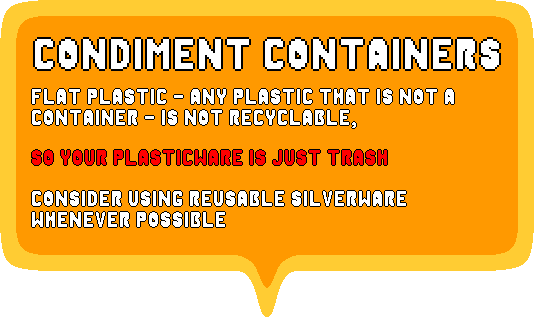 CONDIMENT CONTAINERS
FLAT PLASTIC - ANY PLASTIC THAT IS NOT A
CONTAINER - IS NOT RECYCLABLE,
SO YOUR PLASTICWARE IS JUST TRASH
CONSIDER USING REUSABLE SILVERWARE
WHENEVER POSSIBLE